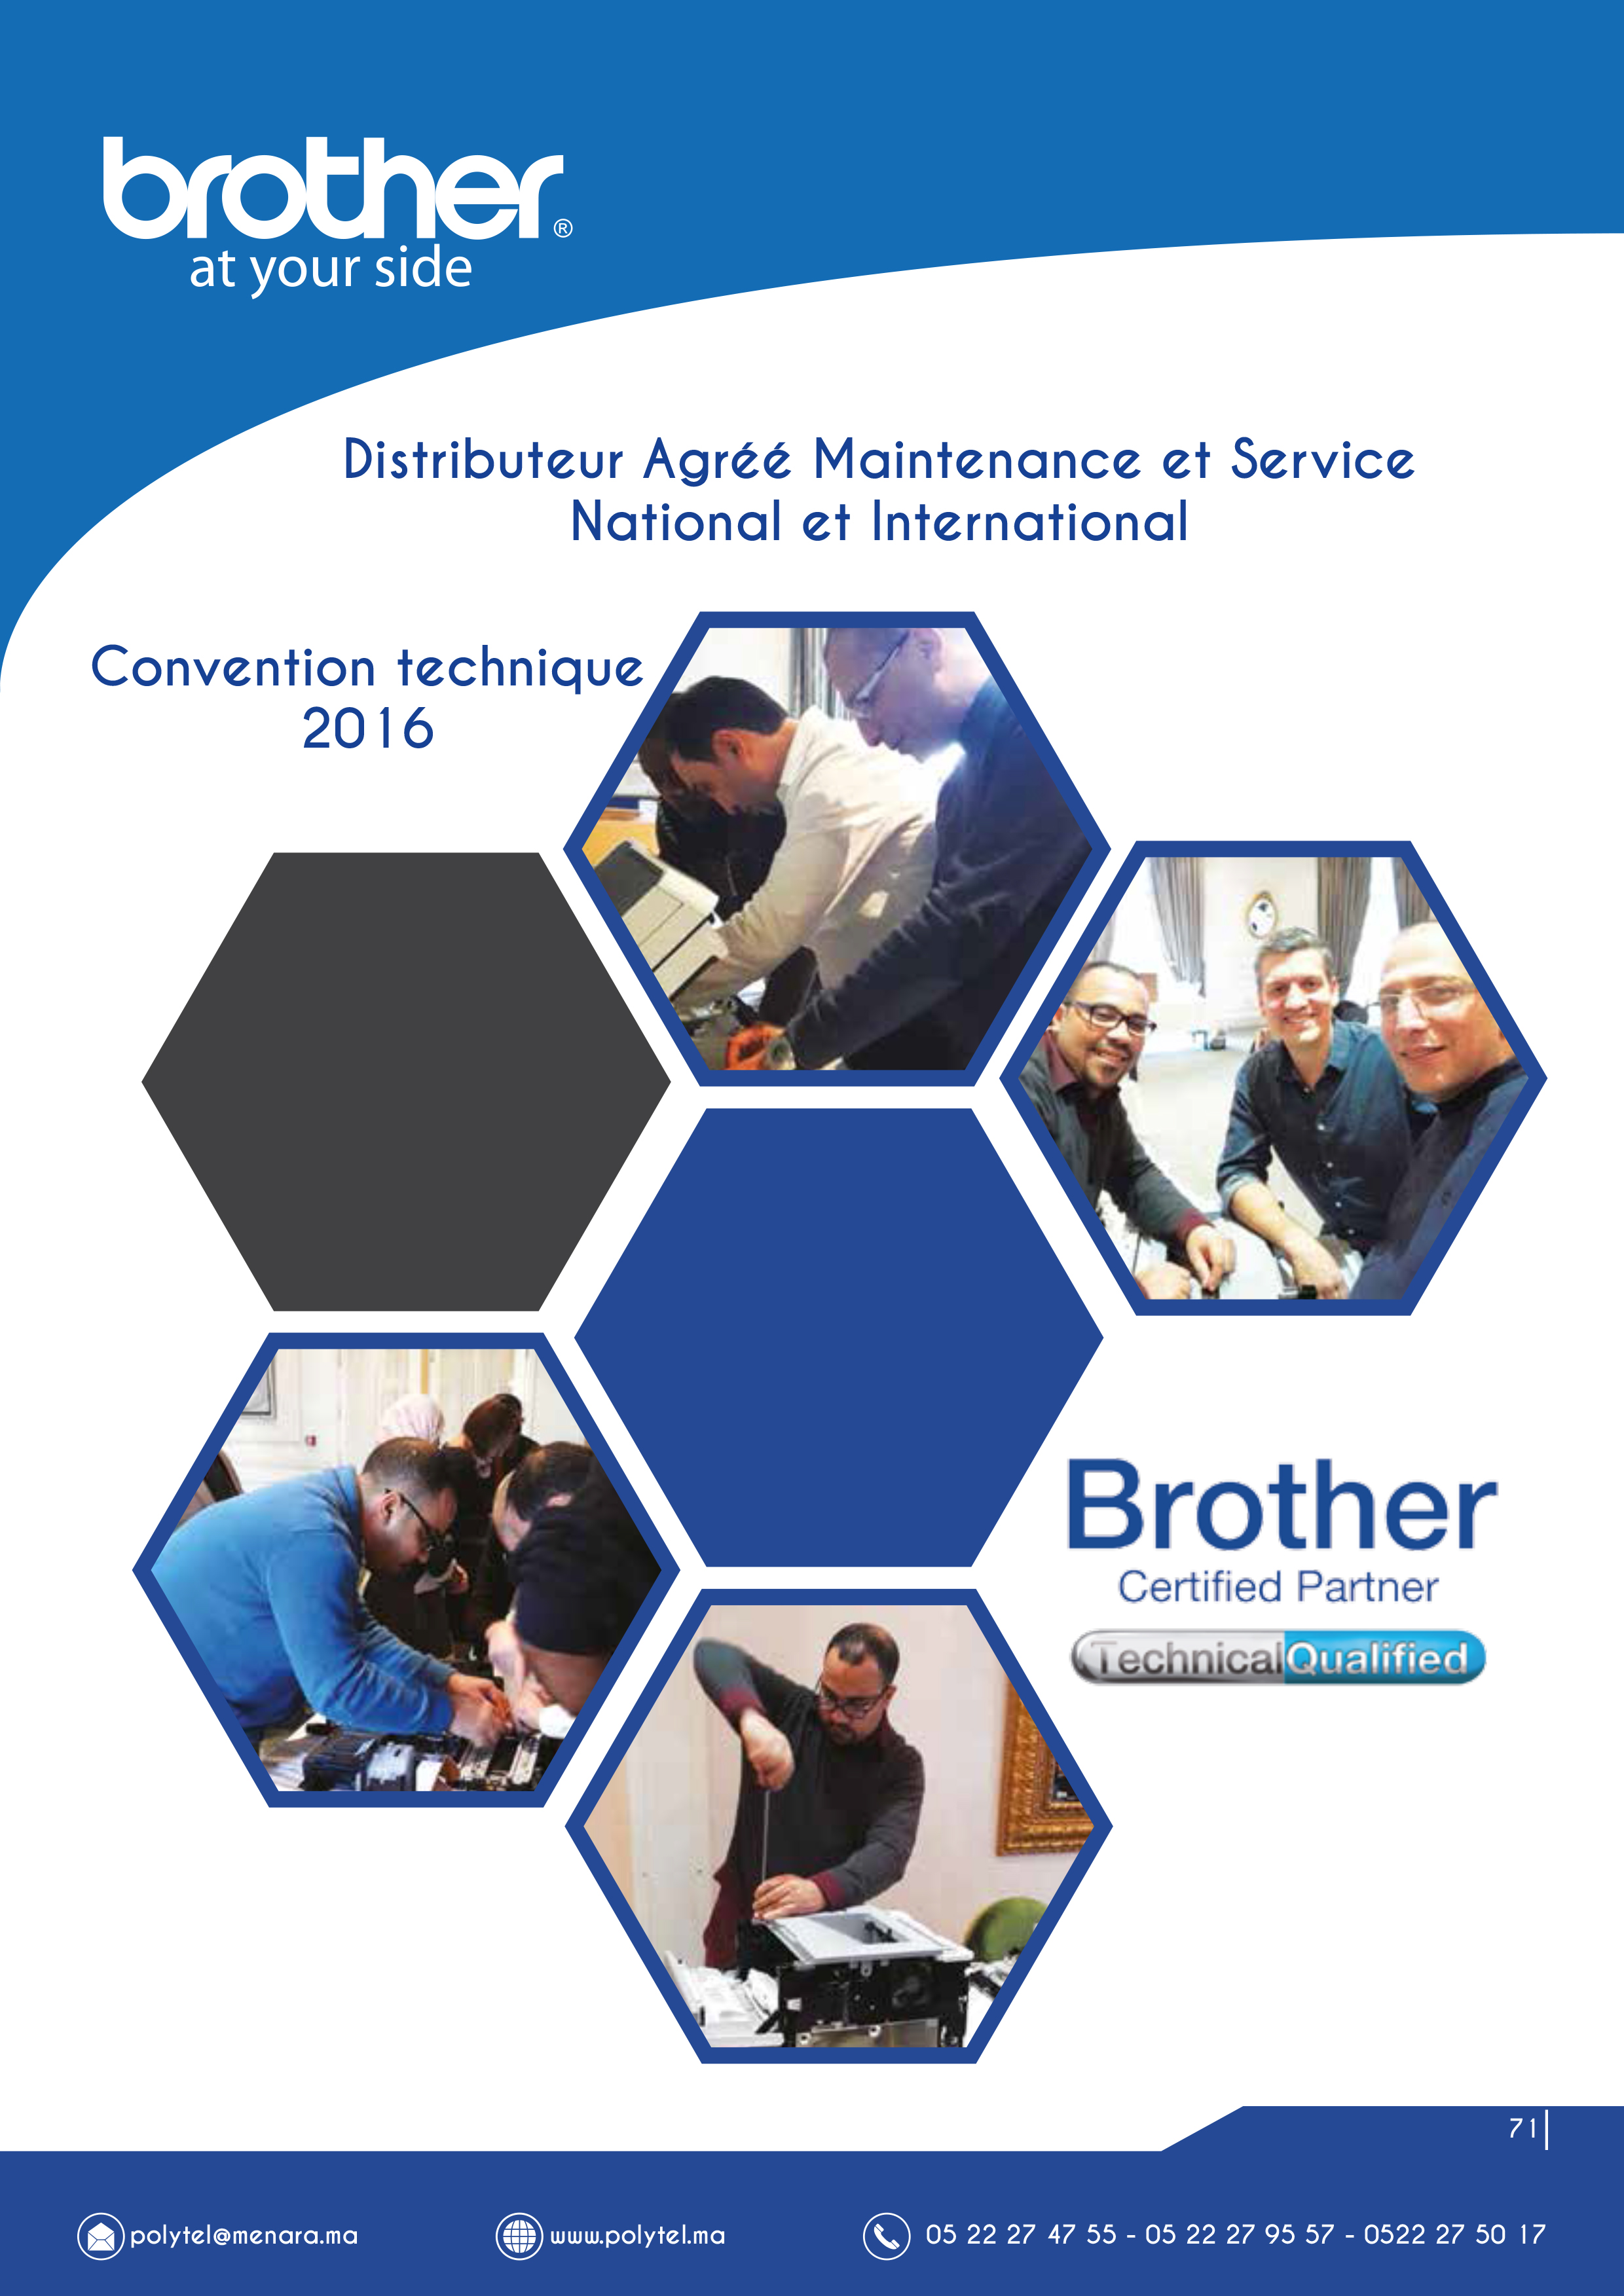 brother®
at your side
Distributeur Agréé Maintenance et Service
National et International
Convention technique
2016
Brother
Certified Partner
Technical Qualified
71
polytel@menara.ma
www.polytel.ma
05 22 27 47 55 - 05 22 27 95 57 - 0522 27 50 17